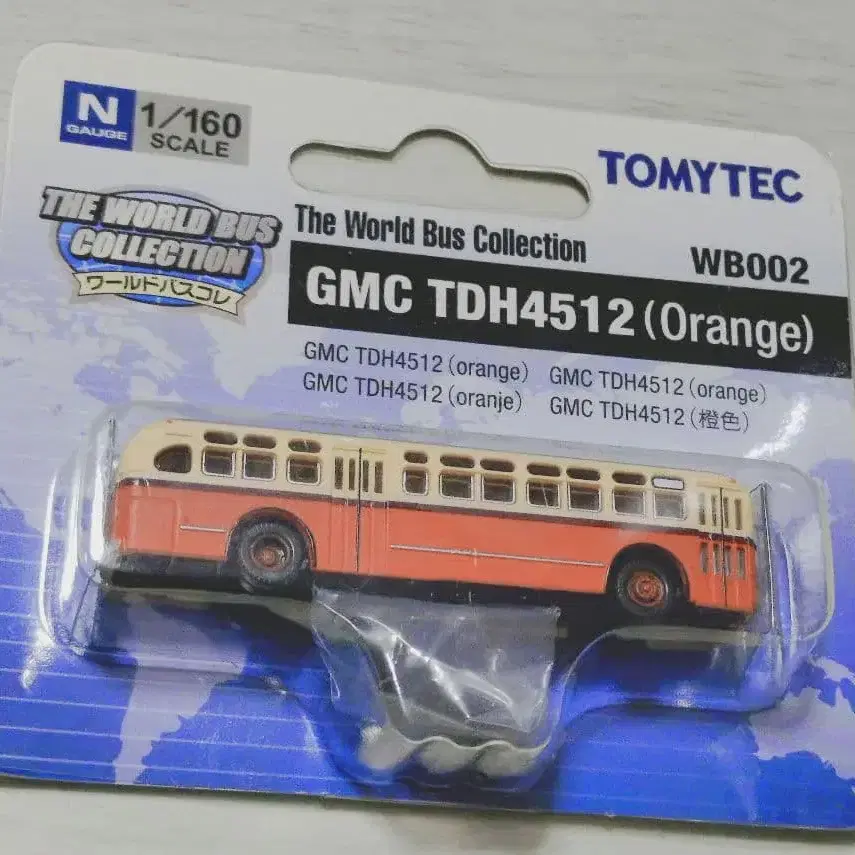 N
GAUGE
1/160
SCALE
TOMYTEC
THE WORLD BUS
COLLECTION
ワールドバスコレ
The World Bus Collection
WB002
GMC TDH4512 (Orange)
GMC TDH4512 (orange) GMC TDH4512 (orange)
GMC TDH4512 (oranje) GMC TDH4512 (橙色)